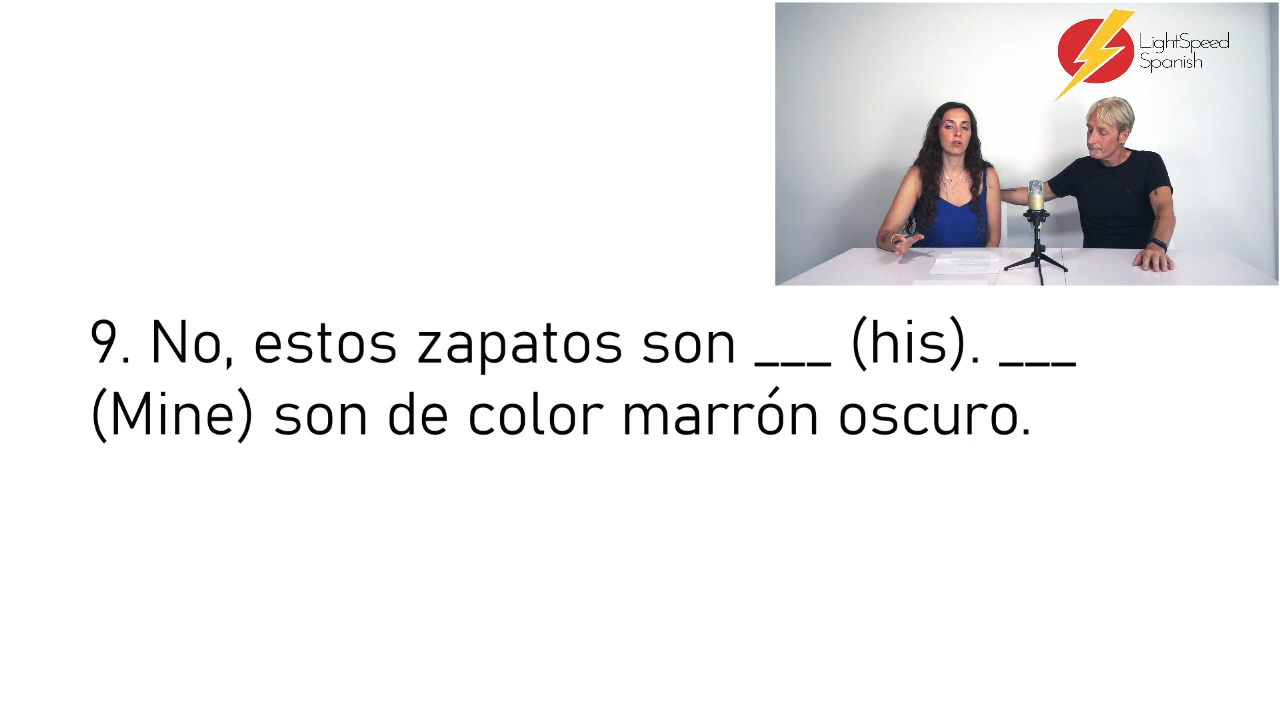 LightSpeed
Spanish
9. No, estos zapatos son ___ (his). ___
(Mine) son de color marrón oscuro.